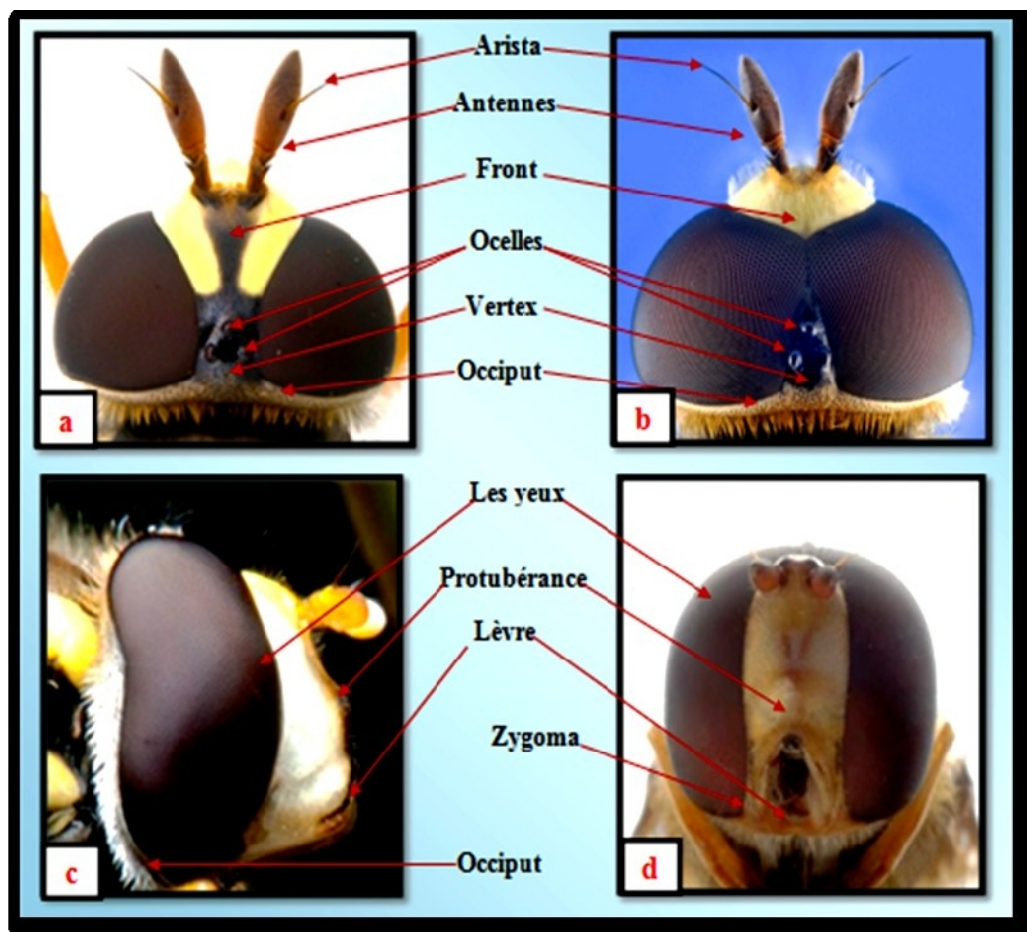 Arista
Antennes
Front
Ocelles
Vertex
Occiput
a
b
Les yeux
Protubérance
Lèvre
Zygoma
Occiput
c
d